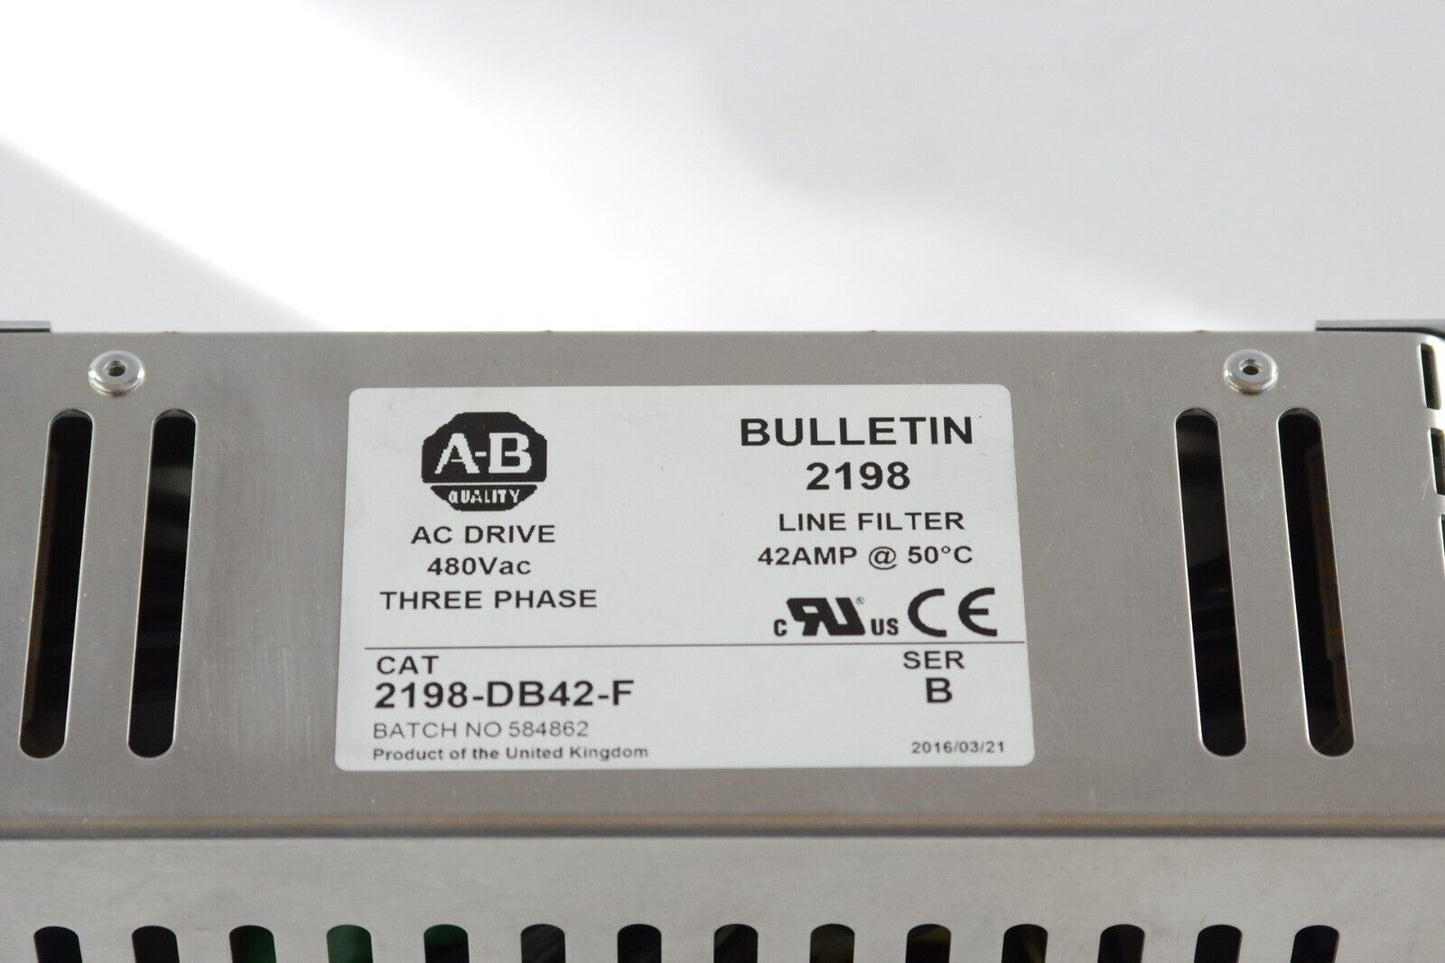 A-B
QUALITY
AC DRIVE
480Vac
THREE PHASE
BULLETIN
2198
LINE FILTER
42AMP @ 50°C
c RU ® US CE
CAT
2198-DB42-F
BATCH NO 584862
Product of the United Kingdom
SER
B
2016/03/21